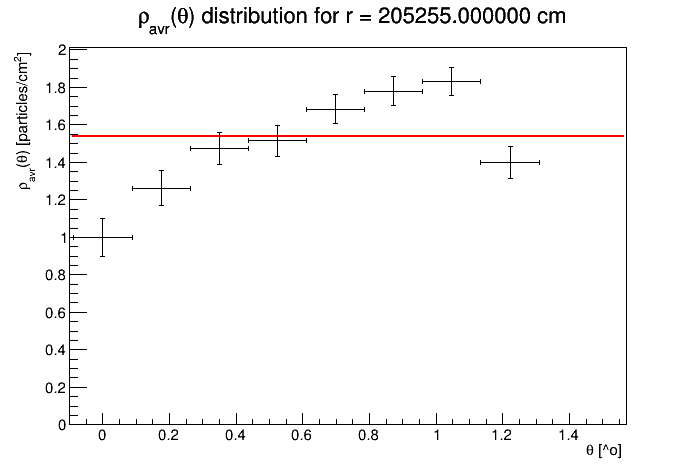 ρavr(θ) distribution for r = 205255.000000 cm
ρavr(θ) [particles/cm²]
2
1.8
1.6
1.4
1.2
1
0.8
0.6
0.4
0.2
0
0 0.2 0.4 0.6 0.8 1 1.2 1.4
θ [^o]